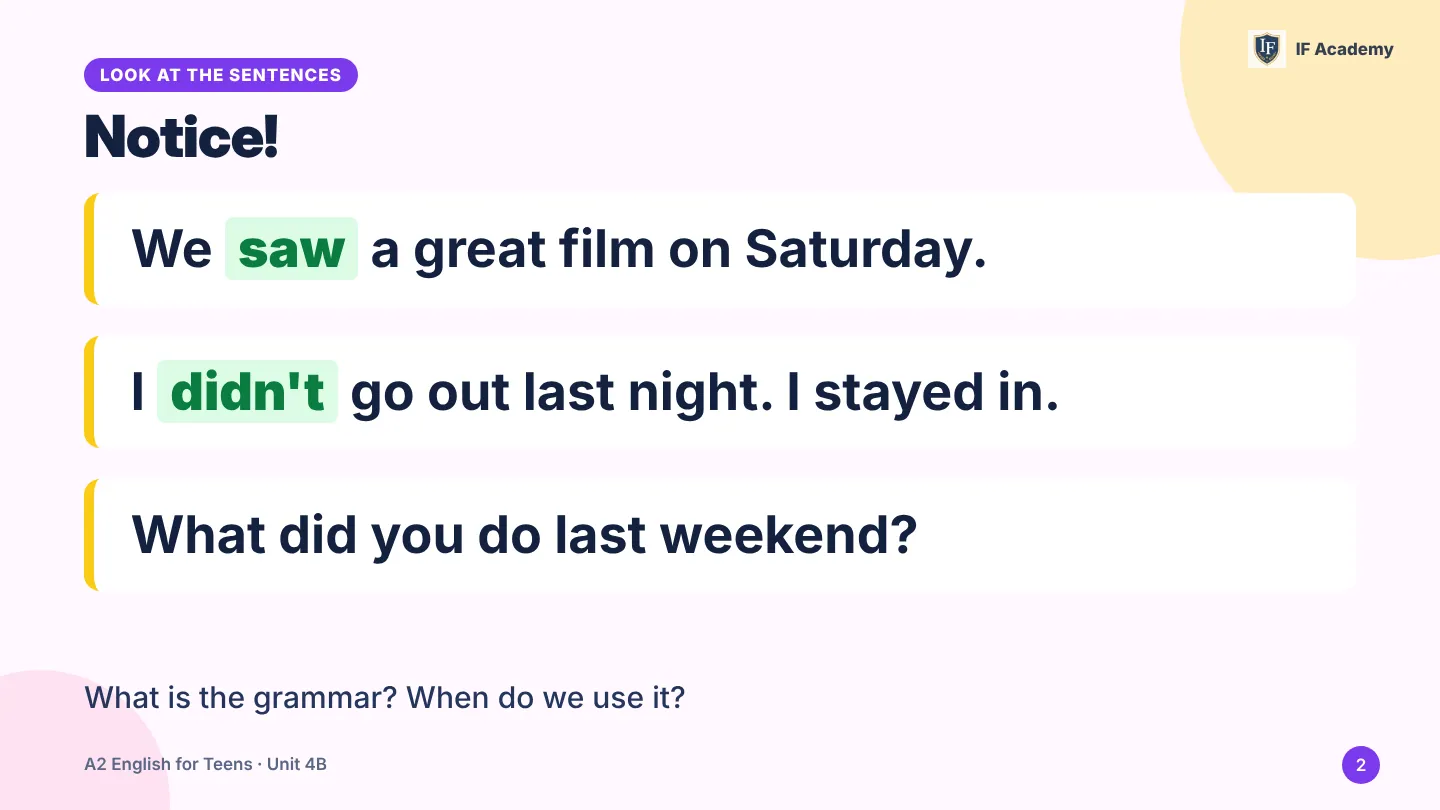 IF
IF Academy
LOOK AT THE SENTENCES
Notice!
We saw a great film on Saturday.
I didn't go out last night. I stayed in.
What did you do last weekend?
What is the grammar? When do we use it?
A2 English for Teens · Unit 4B
2